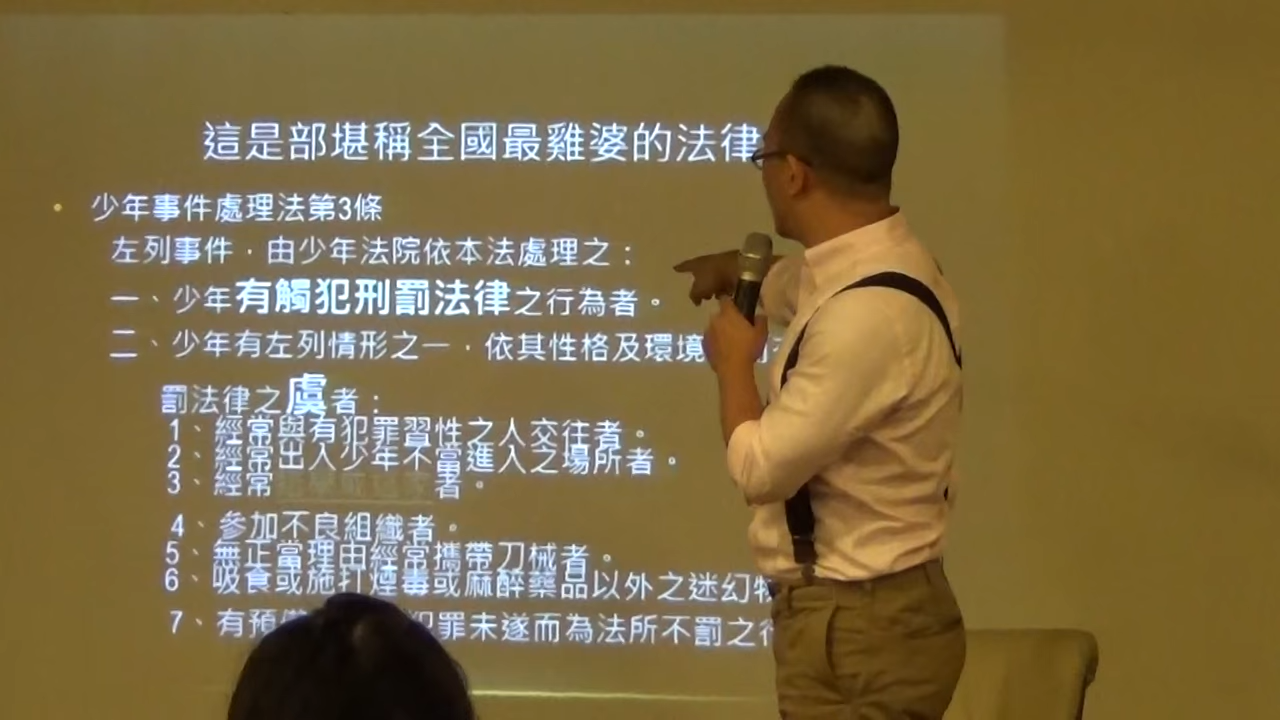 這是部堪稱全國最雞婆的法律
• 少年事件處理法第3條
左列事件，由少年法院依本法處理之：
一、少年有觸犯刑罰法律之行為者。
二、少年有左列情形之一，依其性格及環境
罰法律之虞者：
1、經常與有犯罪習性之人交往者。
2、經常出入少年不當進入之場所者。
3、經常 者。
4、參加不良組織者。
5、無正當理由經常攜帶刀械者。
6、吸食或施打煙毒或麻醉藥品以外之迷幻物
7、有預 犯罪未遂而為法所不罰之行